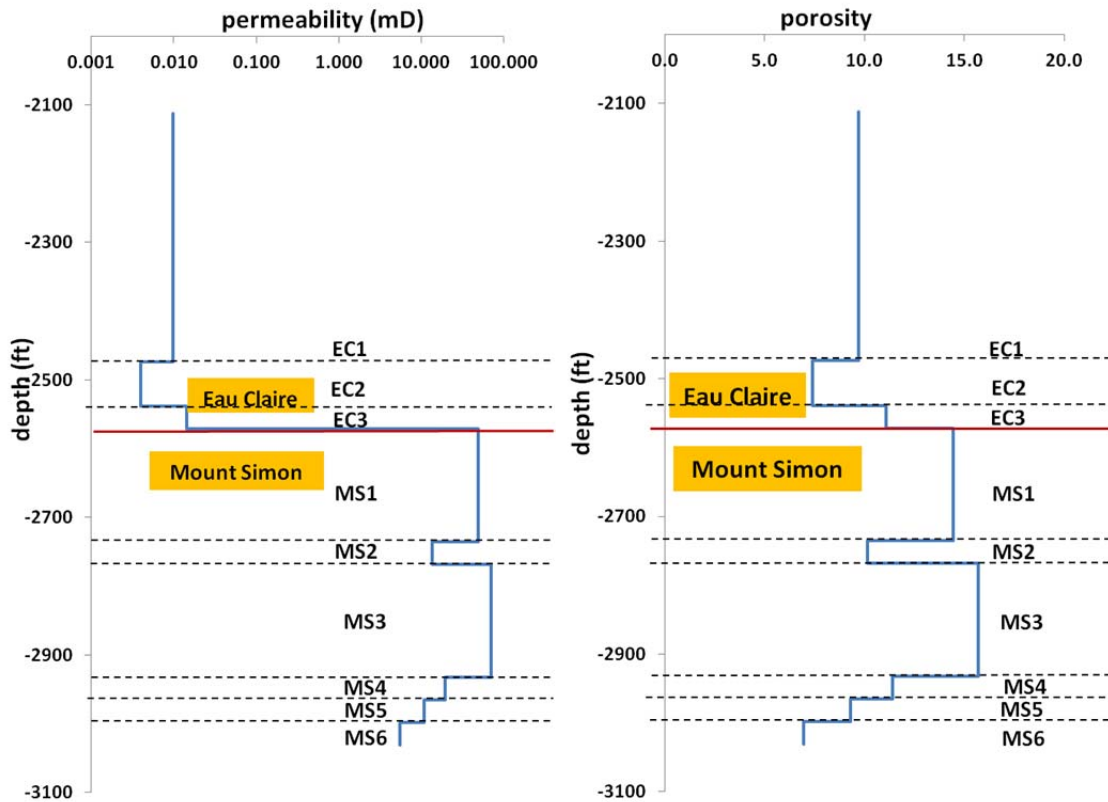 permeability (mD)
0.001 0.010 0.100 1.000 10.000 100.000
-2100
-2300
-2500
-2700
-2900
-3100
depth (ft)
EC1
Eau Claire
EC2
EC3
Mount Simon
MS1
MS2
MS3
MS4
MS5
MS6
porosity
0.0 5.0 10.0 15.0 20.0
-2100
-2300
-2500
-2700
-2900
-3100
depth (ft)
EC1
Eau Claire
EC2
EC3
Mount Simon
MS1
MS2
MS3
MS4
MS5
MS6